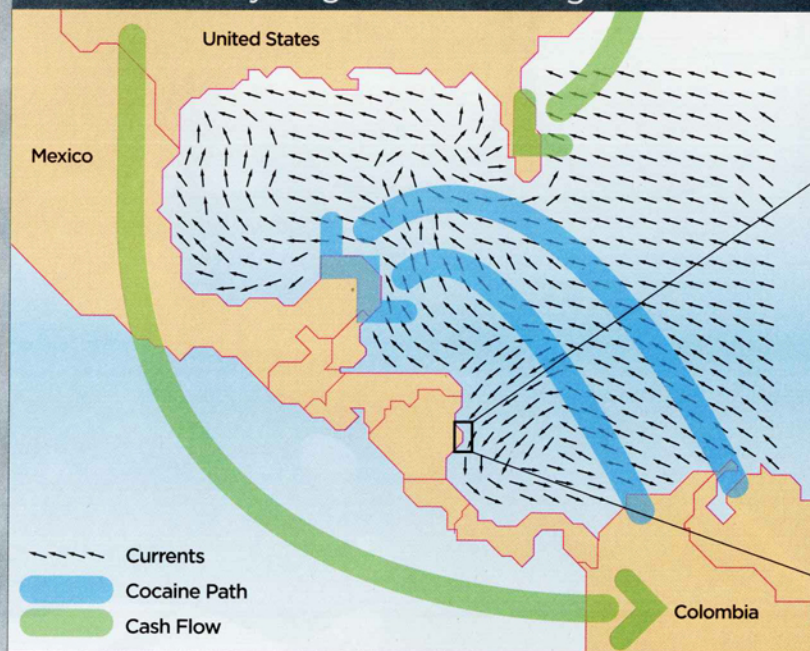 United States
Mexico
Currents
Cocaine Path
Cash Flow
Colombia